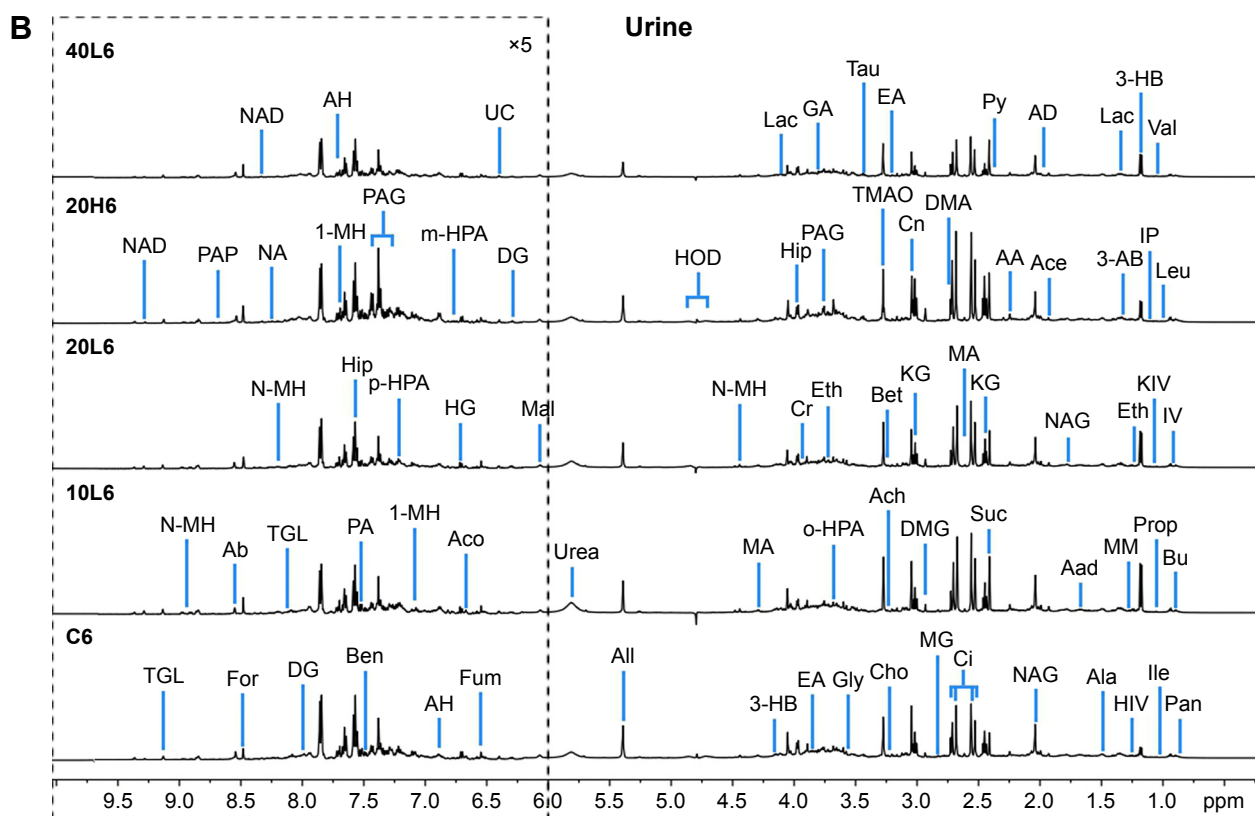 B
Urine
40L6
×5
NAD
AH
UC
Lac
GA
Tau
EA
Py
AD
Lac
3-HB
Val
20H6
NAD
PAP
NA
1-MH
PAG
m-HPA
DG
HOD
Hip
PAG
TMAO
Cn
DMA
AA
Ace
3-AB
IP
Leu
20L6
N-MH
Hip
p-HPA
HG
Mal
N-MH
Cr
Eth
Bet
KG
MA
KG
NAG
Eth
KIV
IV
10L6
N-MH
Ab
TGL
PA
1-MH
Aco
Urea
MA
o-HPA
Ach
DMG
Suc
Aad
MM
Prop
Bu
C6
TGL
For
DG
Ben
AH
Fum
All
3-HB
EA
Gly
Cho
MG
Ci
NAG
Ala
HIV
Ile
Pan
9.5 9.0 8.5 8.0 7.5 7.0 6.5 6 5.5 5.0 4.5 4.0 3.5 3.0 2.5 2.0 1.5 1.0 ppm